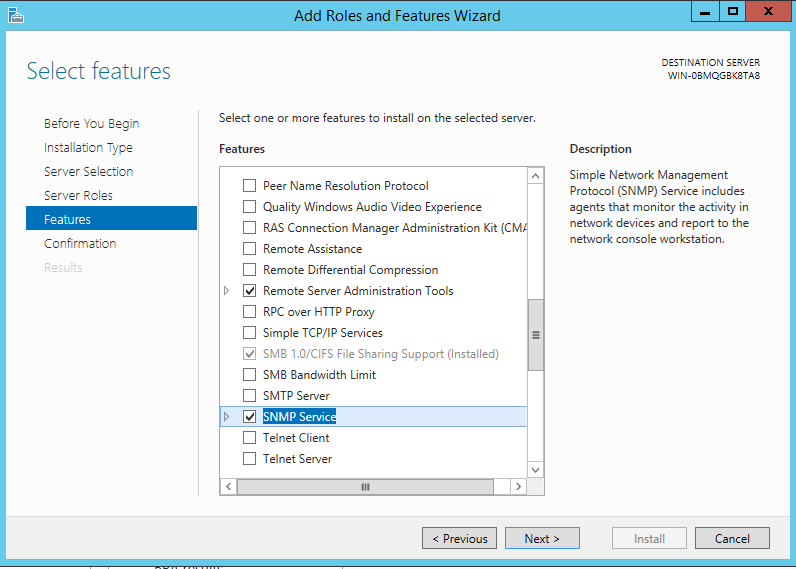 Add Roles and Features Wizard
Select features
DESTINATION SERVER
WIN-0BMQGBK8TA8
Before You Begin
Installation Type
Server Selection
Server Roles
Features
Confirmation
Results
Select one or more features to install on the selected server.
Features
Peer Name Resolution Protocol
Quality Windows Audio Video Experience
RAS Connection Manager Administration Kit (CMA
Remote Assistance
Remote Differential Compression
Remote Server Administration Tools
RPC over HTTP Proxy
Simple TCP/IP Services
SMB 1.0/CIFS File Sharing Support (Installed)
SMB Bandwidth Limit
SMTP Server
SNMP Service
Telnet Client
Telnet Server
Description
Simple Network Management
Protocol (SNMP) Service includes
agents that monitor the activity in
network devices and report to the
network console workstation.
< Previous
Next >
Install
Cancel